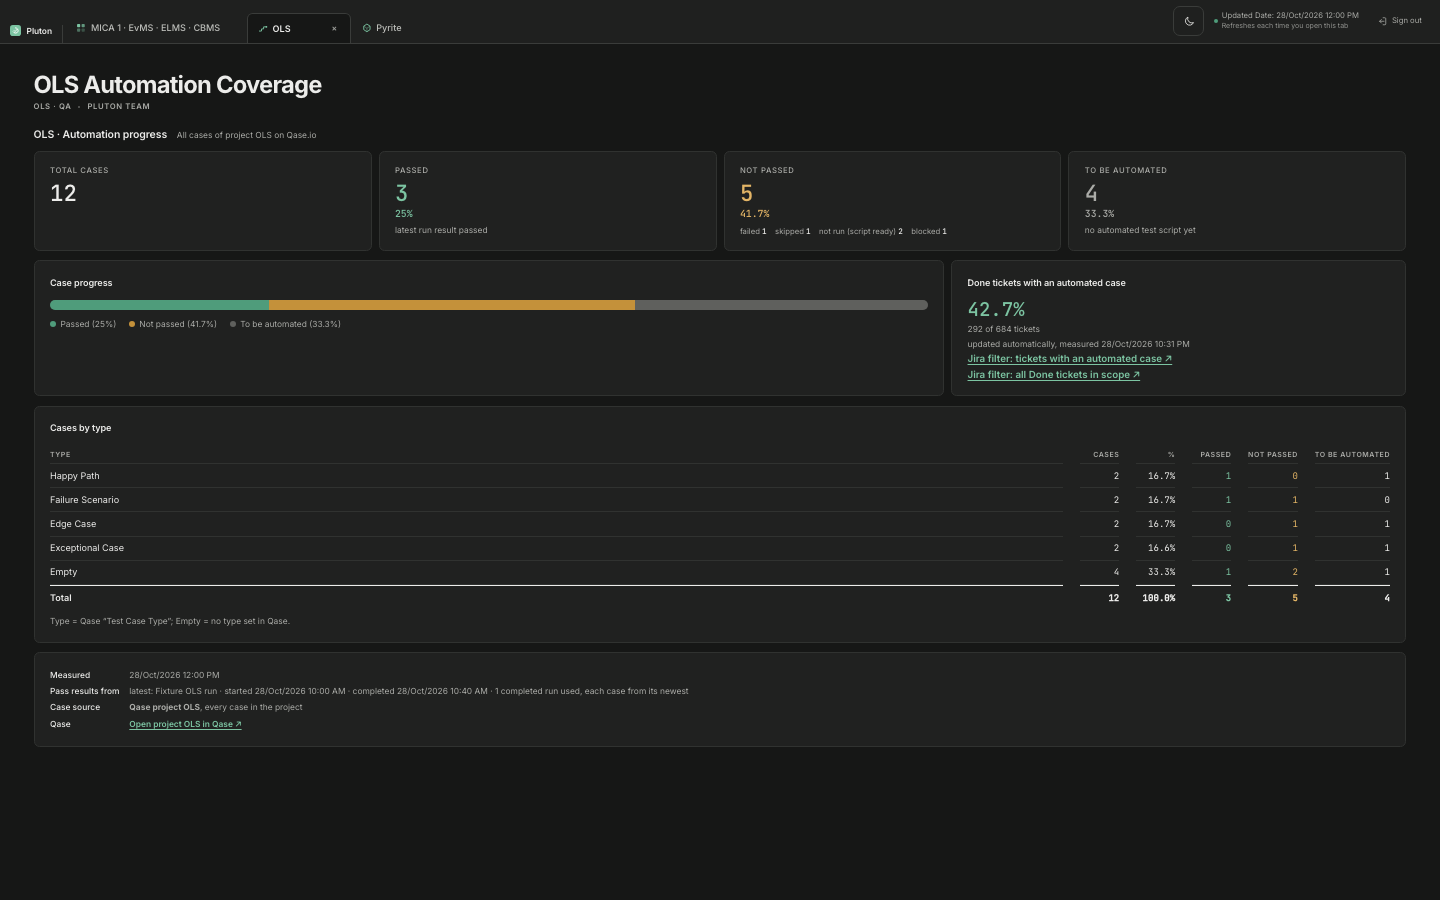 Pluton
MICA 1 · EvMS · ELMS · CBMS
OLS ×
Pyrite
Updated Date: 28/Oct/2026 12:00 PM
Refreshes each time you open this tab
Sign out
OLS Automation Coverage
OLS · QA · PLUTON TEAM
OLS · Automation progress All cases of project OLS on Qase.io
TOTAL CASES
12
PASSED
3
25%
latest run result passed
NOT PASSED
5
41.7%
failed 1 skipped 1 not run (script ready) 2 blocked 1
TO BE AUTOMATED
4
33.3%
no automated test script yet
Case progress
Passed (25%) Not passed (41.7%) To be automated (33.3%)
Done tickets with an automated case
42.7%
292 of 684 tickets
updated automatically, measured 28/Oct/2026 10:31 PM
Jira filter: tickets with an automated case ↗
Jira filter: all Done tickets in scope ↗
Cases by type
TYPE CASES % PASSED NOT PASSED TO BE AUTOMATED
Happy Path 2 16.7% 1 0 1
Failure Scenario 2 16.7% 1 1 0
Edge Case 2 16.7% 0 1 1
Exceptional Case 2 16.6% 0 1 1
Empty 4 33.3% 1 2 1
Total 12 100.0% 3 5 4
Type = Qase "Test Case Type"; Empty = no type set in Qase.
Measured 28/Oct/2026 12:00 PM
Pass results from latest: Fixture OLS run · started 28/Oct/2026 10:00 AM · completed 28/Oct/2026 10:40 AM · 1 completed run used, each case from its newest
Case source Qase project OLS, every case in the project
Qase Open project OLS in Qase ↗